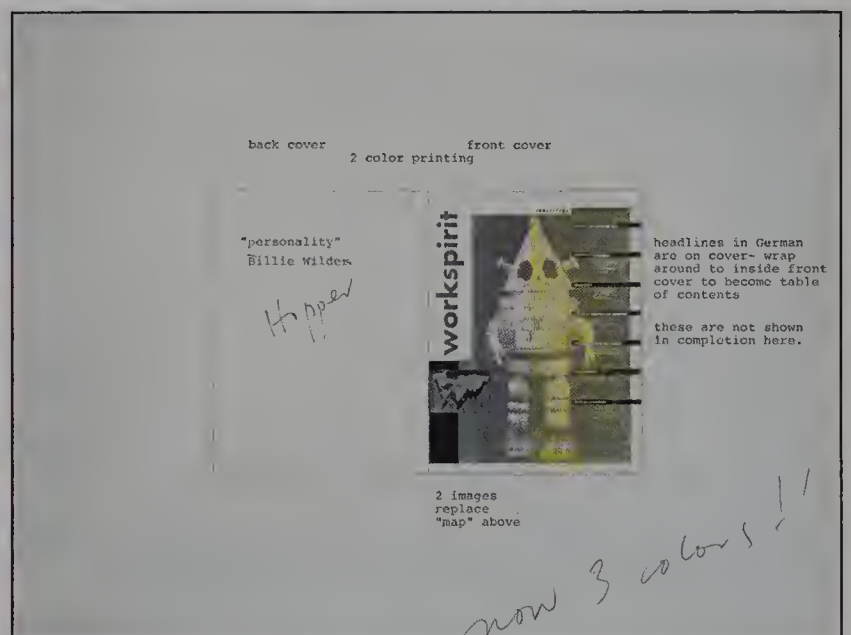 back cover
front cover
2 color printing
"personality"
Billie Wilder
Hopper
workspirit
headlines in German
are on cover- wrap
around to inside front
cover to become table
of contents
these are not shown
in completion here.
2 images
replace
"map" above
now 3 colors!!